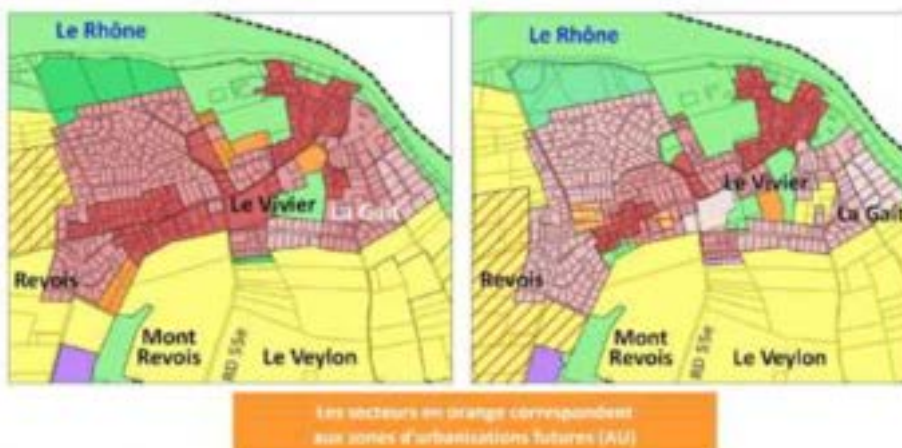 Le Rhône
Le Vivier
La Gait
Revois
Mont
Revois
RD 55e
Le Veylon
Le Rhône
Le Vivier
La Gait
Revois
Mont
Revois
RD 55e
Le Veylon
Les secteurs en orange correspondent
aux zones d'urbanisations futures (AU)